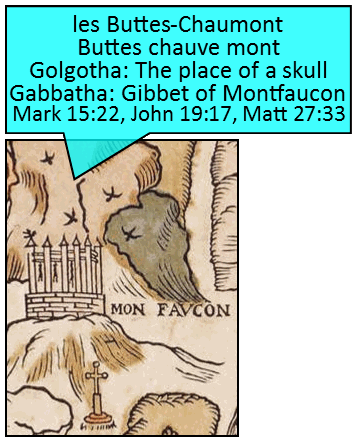 les Buttes-Chaumont
Buttes chauve mont
Golgotha: The place of a skull
Gabbatha: Gibbet of Montfaucon
Mark 15:22, John 19:17, Matt 27:33
MON FAVCON